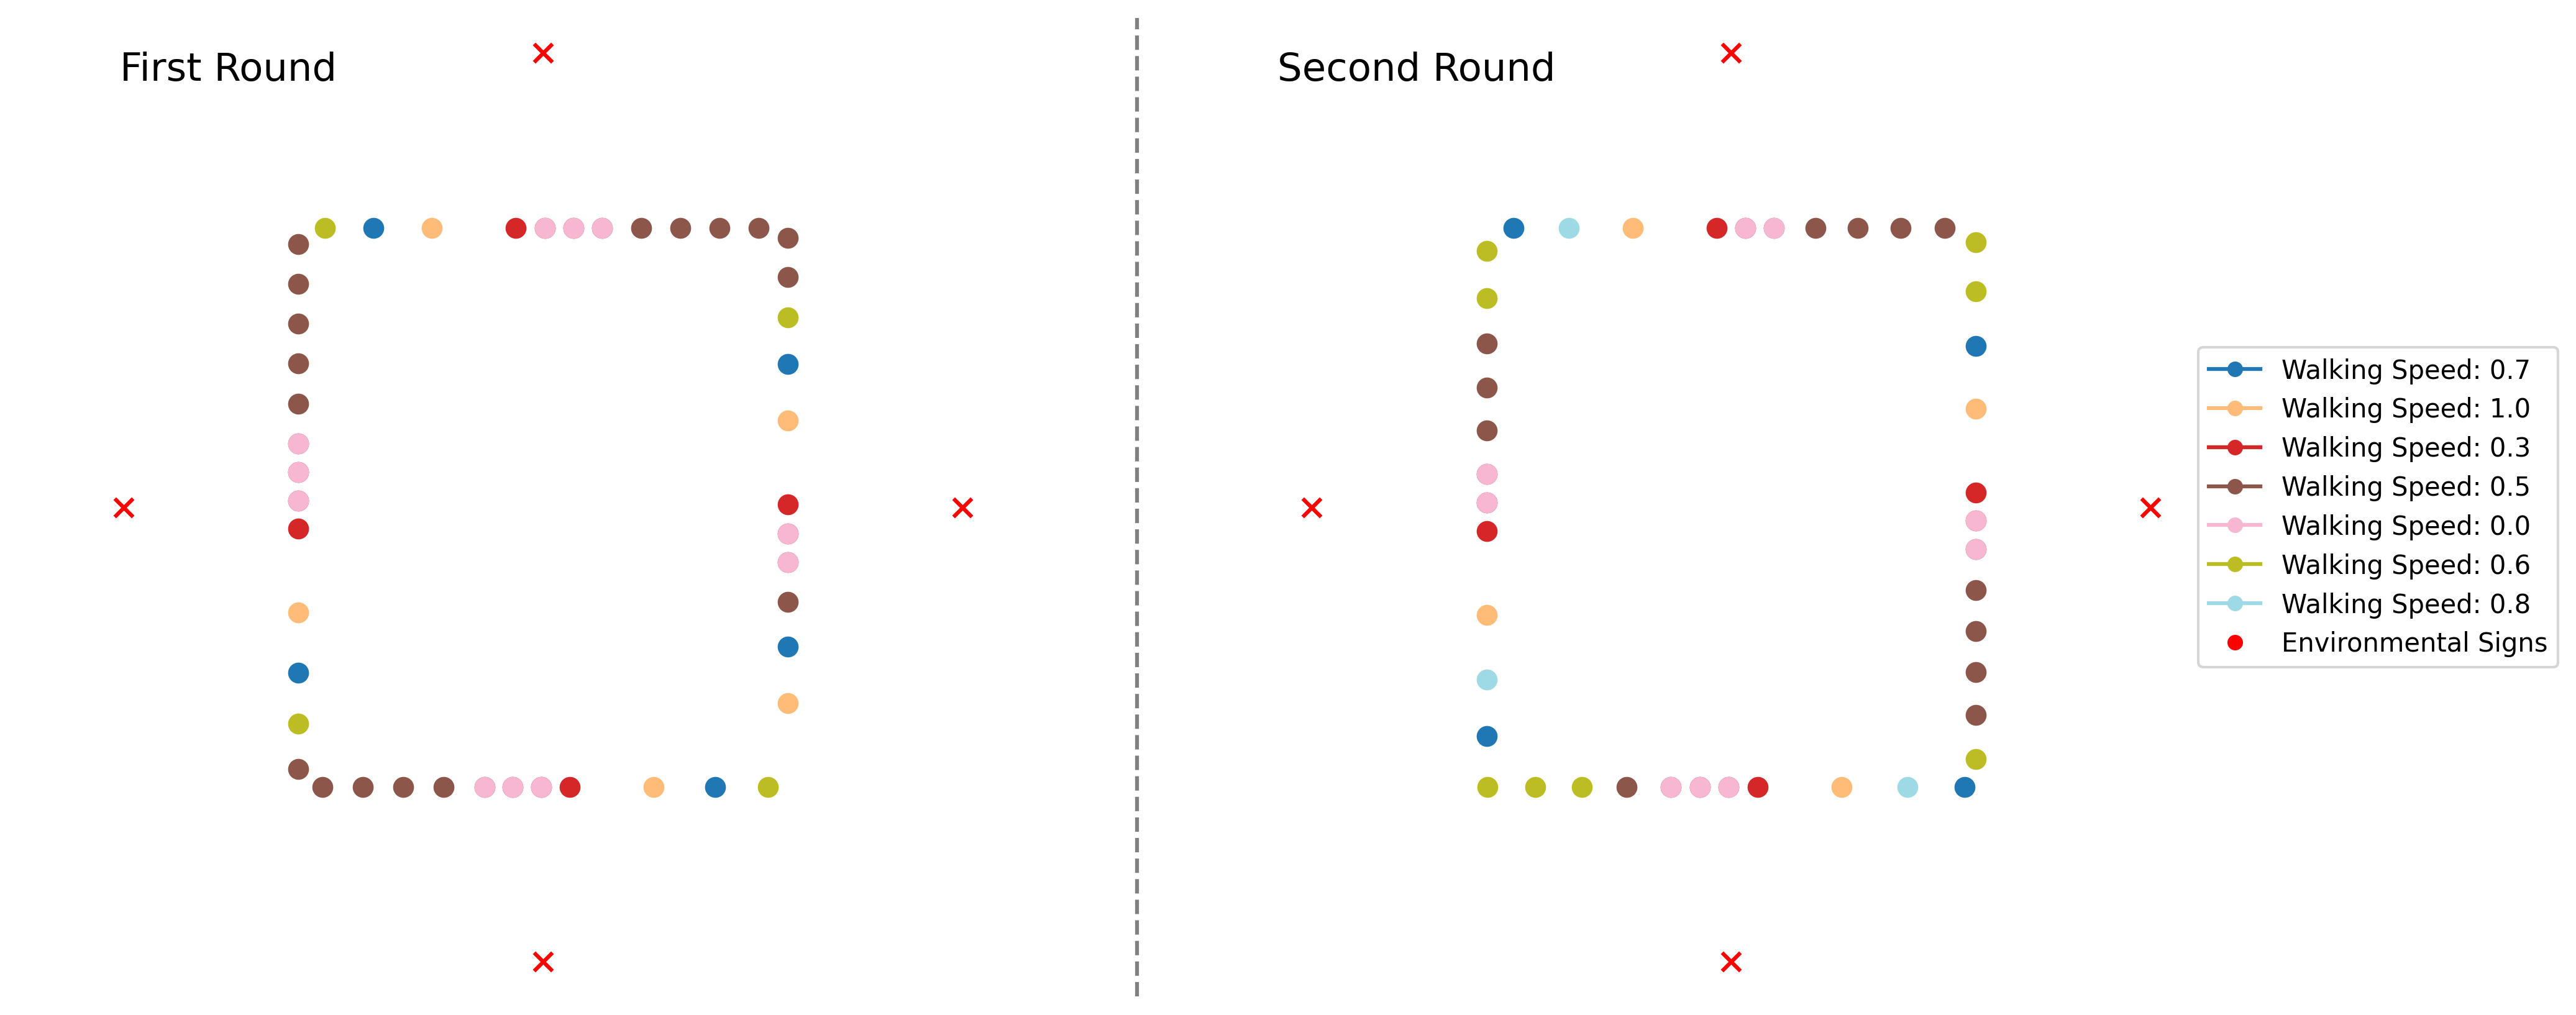 First Round
Second Round
Walking Speed: 0.7
Walking Speed: 1.0
Walking Speed: 0.3
Walking Speed: 0.5
Walking Speed: 0.0
Walking Speed: 0.6
Walking Speed: 0.8
Environmental Signs